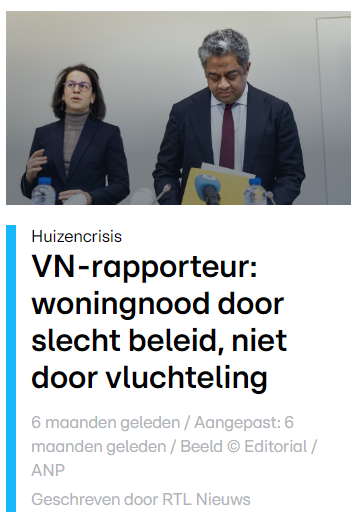 Huizencrisis
VN-rapporteur:
woningnood door
slecht beleid, niet
door vluchteling
6 maanden geleden / Aangepast: 6
maanden geleden / Beeld © Editorial /
ANP
Geschreven door RTL Nieuws